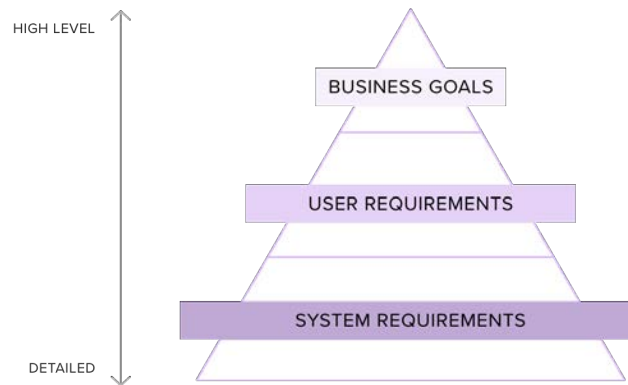 HIGH LEVEL
BUSINESS GOALS
USER REQUIREMENTS
SYSTEM REQUIREMENTS
DETAILED